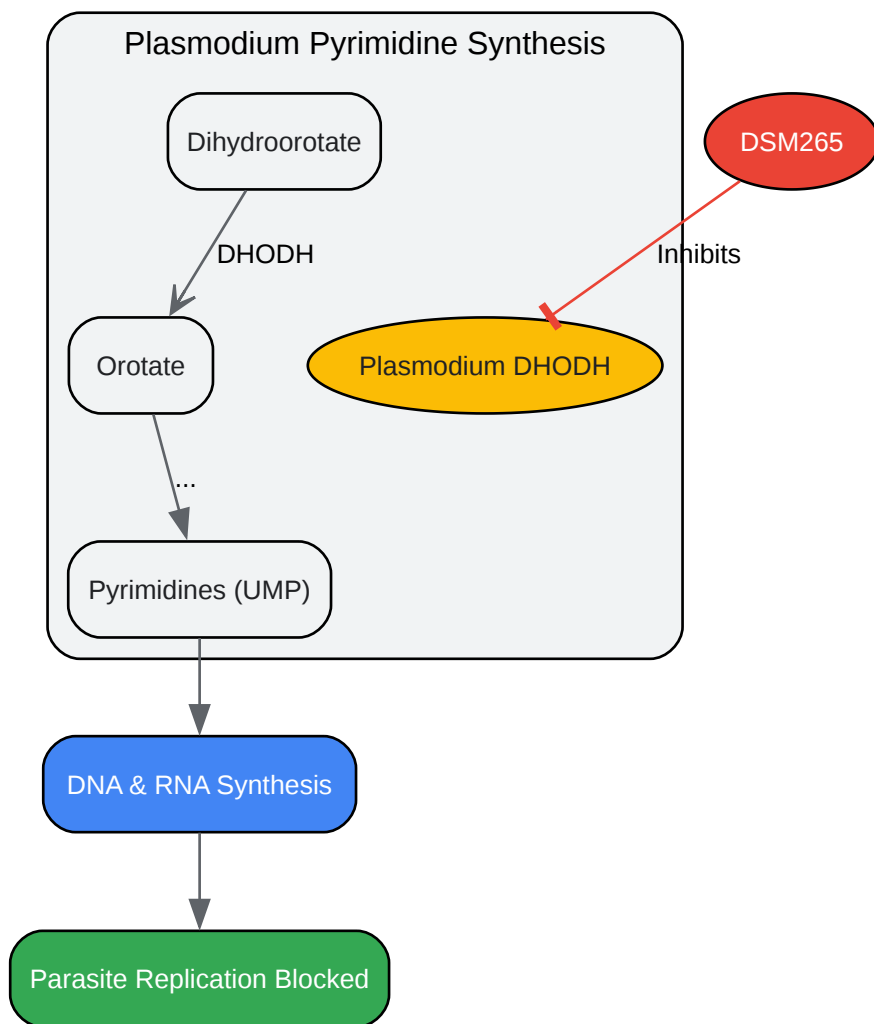 Plasmodium Pyrimidine Synthesis
Dihydroorotate
DSM265
DHODH
Inhibits
Orotate
Plasmodium DHODH
...
Pyrimidines (UMP)
DNA & RNA Synthesis
Parasite Replication Blocked